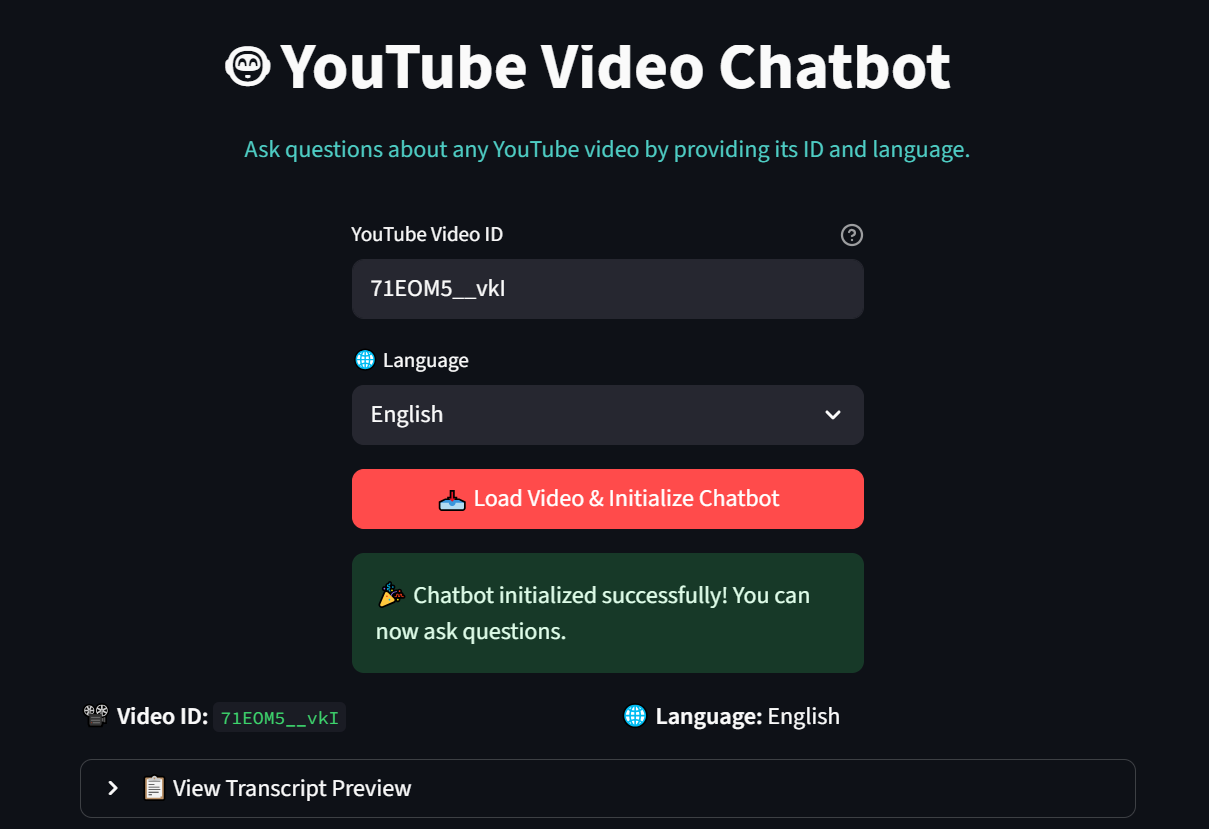 YouTube Video Chatbot
Ask questions about any YouTube video by providing its ID and language.
YouTube Video ID
71EOM5__vkI
Language
English
Load Video & Initialize Chatbot
Chatbot initialized successfully! You can
now ask questions.
Video ID: 71EOM5__vkI
Language: English
View Transcript Preview